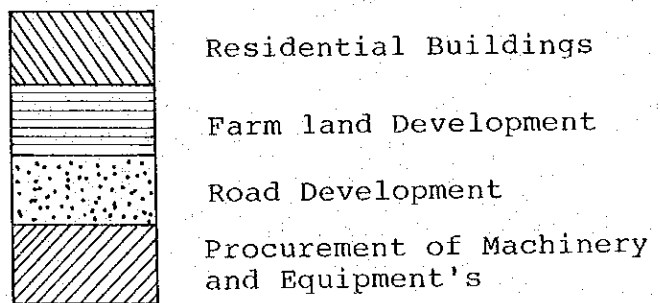 Residential Buildings
Farm land Development
Road Development
Procurement of Machinery
and Equipment's